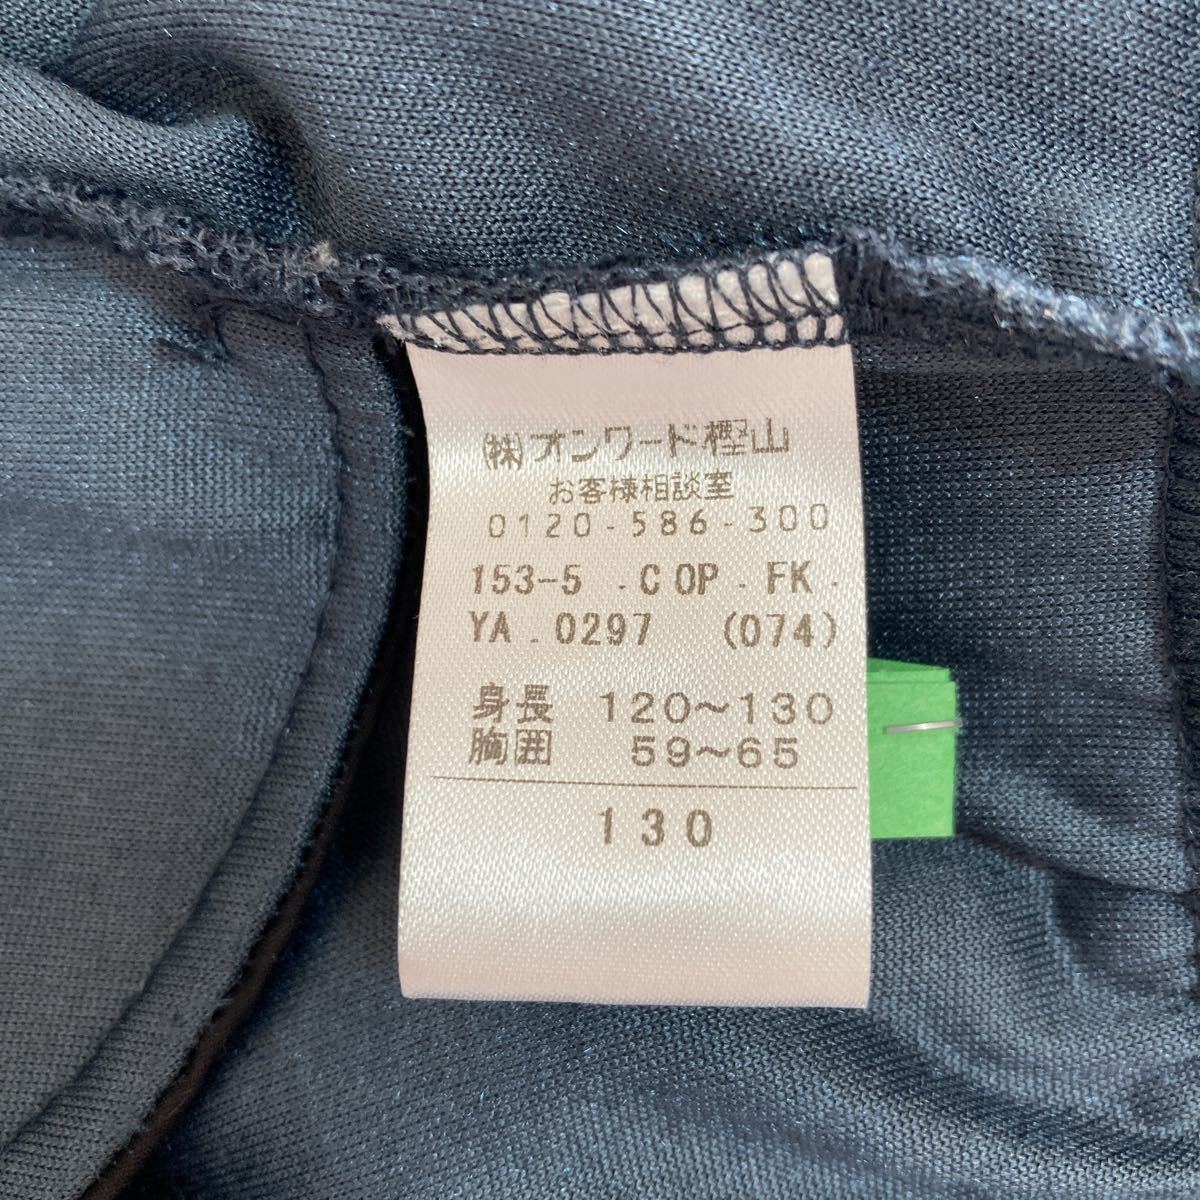 ㈱オンワード樫山
お客様相談室
0120-586-300
153-5 .COP.FK.
YA.0297 (074)
身長 120～130
胸囲 59～65
130